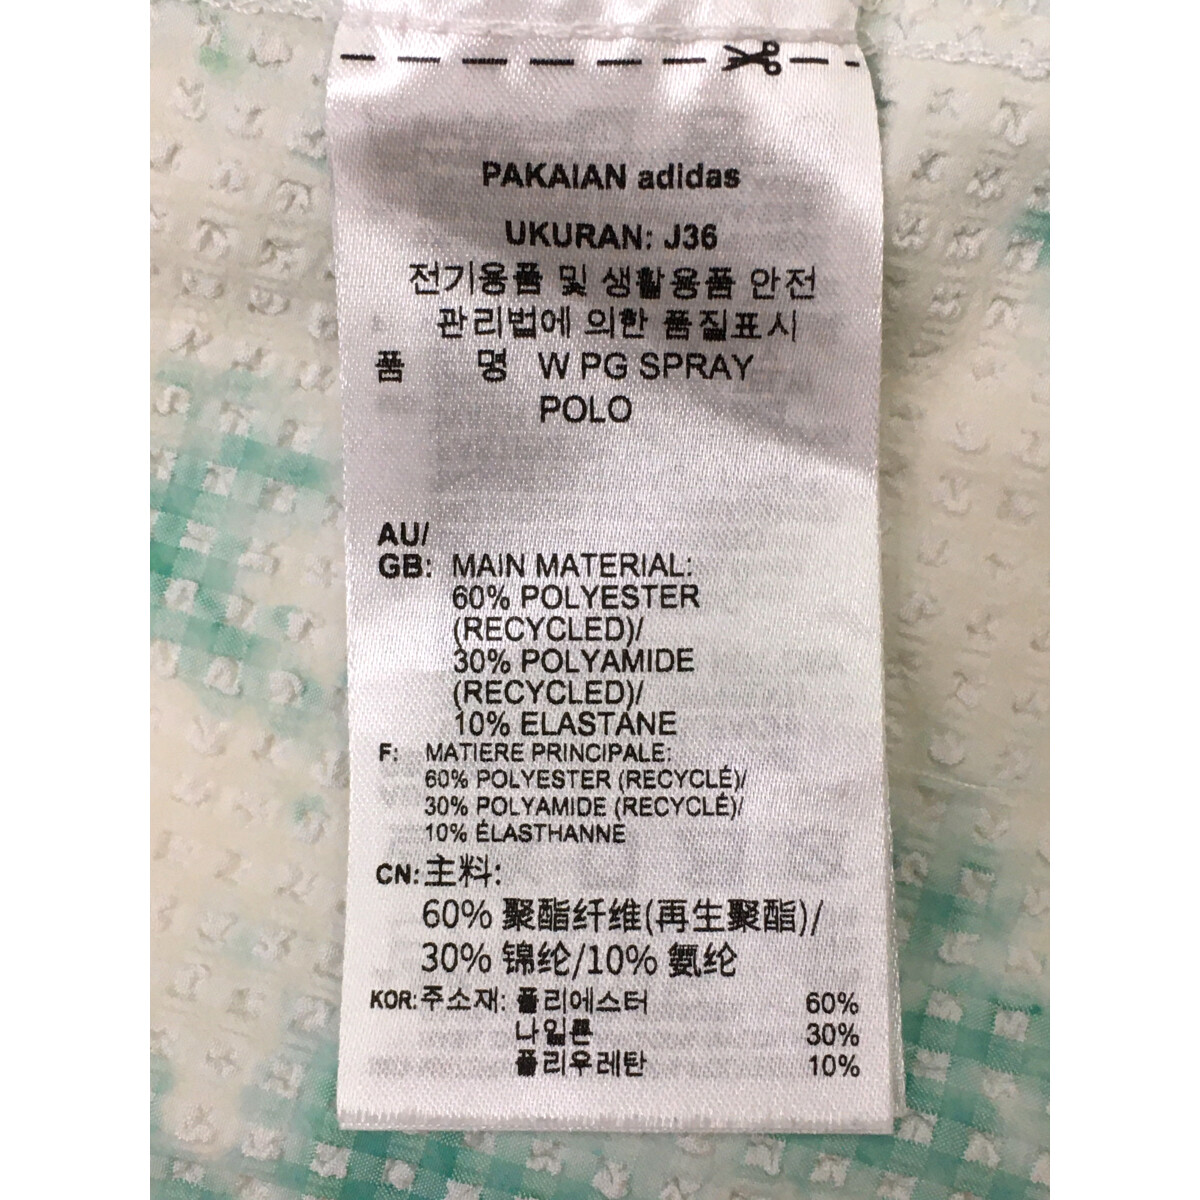 PAKAIAN adidas
UKURAN: J36
전기용품 및 생활용품 안전
관리법에 의한 품질표시
품 명 W PG SPRAY
POLO
AU/
GB: MAIN MATERIAL:
60% POLYESTER
(RECYCLED)/
30% POLYAMIDE
(RECYCLED)/
10% ELASTANE
F: MATIERE PRINCIPALE:
60% POLYESTER (RECYCLÉ)/
30% POLYAMIDE (RECYCLÉ)/
10% ÉLASTHANNE
CN: 主料:
60% 聚酯纤维(再生聚酯)/
30% 锦纶/10% 氨纶
KOR: 주소재: 폴리에스터 60%
나일론 30%
폴리우레탄 10%